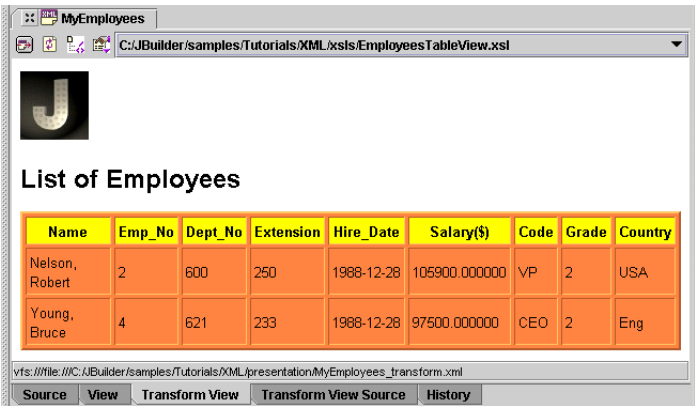 MyEmployees
C:/JBuilder/samples/Tutorials/XML/xsls/EmployeesTableView.xsl
J
List of Employees
Name Emp_No Dept_No Extension Hire_Date Salary($) Code Grade Country
Nelson, Robert 2 600 250 1988-12-28 105900.000000 VP 2 USA
Young, Bruce 4 621 233 1988-12-28 97500.000000 CEO 2 Eng
vfs:///file:///C:/JBuilder/samples/Tutorials/XML/presentation/MyEmployees_transform.xml
Source View Transform View Transform View Source History